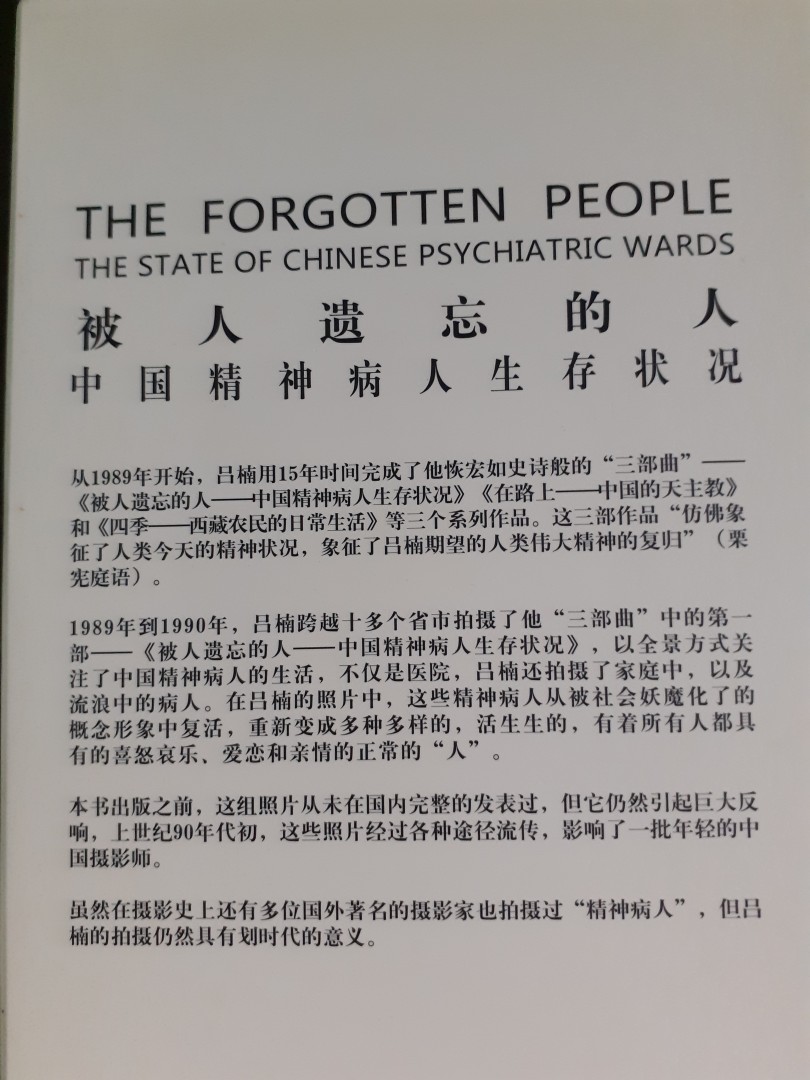 THE FORGOTTEN PEOPLE
THE STATE OF CHINESE PSYCHIATRIC WARDS
被人遗忘的人
中国精神病人生存状况
从1989年开始，吕楠用15年时间完成了他恢宏如史诗般的“三部曲”——
《被人遗忘的人——中国精神病人生存状况》《在路上——中国的天主教》
和《四季——西藏农民的日常生活》等三个系列作品。这三部作品“仿佛象
征了人类今天的精神状况，象征了吕楠期望的人类伟大精神的复归”（栗
宪庭语）。
1989年到1990年，吕楠跨越十多个省市拍摄了他“三部曲”中的第一
部——《被人遗忘的人——中国精神病人生存状况》，以全景方式关
注了中国精神病人的生活，不仅是医院，吕楠还拍摄了家庭中，以及
流浪中的病人。在吕楠的照片中，这些精神病人从被社会妖魔化了的
概念形象中复活，重新变成多种多样的，活生生的，有着所有人都具
有的喜怒哀乐、爱恋和亲情的正常的“人”。
本书出版之前，这组照片从未在国内完整的发表过，但它仍然引起巨大反
响，上世纪90年代初，这些照片经过各种途径流传，影响了一批年轻的中
国摄影师。
虽然在摄影史上还有多位国外著名的摄影家也拍摄过“精神病人”，但吕
楠的拍摄仍然具有划时代的意义。